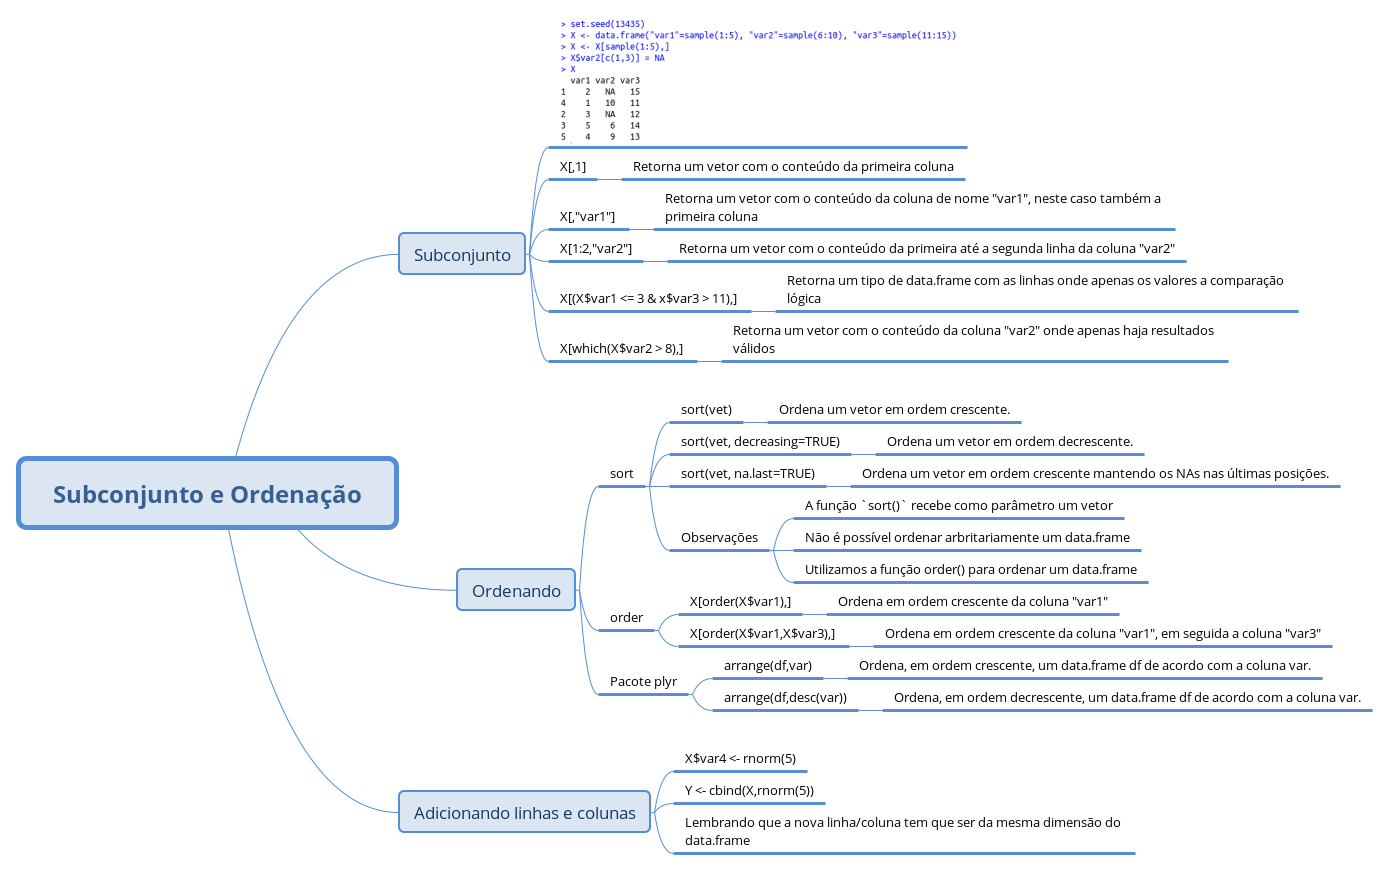 > set.seed(13435)
> X <- data.frame("var1"=sample(1:5), "var2"=sample(6:10), "var3"=sample(11:15))
> X <- X[sample(1:5),]
> X$var2[c(1,3)] = NA
> X
var1 var2 var3
1 2 NA 15
4 1 10 11
2 3 NA 12
3 5 6 14
5 4 9 13
X[,1]
Retorna um vetor com o conteúdo da primeira coluna
X[,"var1"]
Retorna um vetor com o conteúdo da coluna de nome "var1", neste caso também a
primeira coluna
Subconjunto
X[1:2,"var2"]
Retorna um vetor com o conteúdo da primeira até a segunda linha da coluna "var2"
X[(X$var1 <= 3 & x$var3 > 11),]
Retorna um tipo de data.frame com as linhas onde apenas os valores a comparação
lógica
X[which(X$var2 > 8),]
Retorna um vetor com o conteúdo da coluna "var2" onde apenas haja resultados
válidos
Subconjunto e Ordenação
Ordenando
sort
sort(vet)
Ordena um vetor em ordem crescente.
sort(vet, decreasing=TRUE)
Ordena um vetor em ordem decrescente.
sort(vet, na.last=TRUE)
Ordena um vetor em ordem crescente mantendo os NAs nas últimas posições.
Observações
A função `sort()` recebe como parâmetro um vetor
Não é possível ordenar arbritariamente um data.frame
Utilizamos a função order() para ordenar um data.frame
order
X[order(X$var1),]
Ordena em ordem crescente da coluna "var1"
X[order(X$var1,X$var3),]
Ordena em ordem crescente da coluna "var1", em seguida a coluna "var3"
Pacote plyr
arrange(df,var)
Ordena, em ordem crescente, um data.frame df de acordo com a coluna var.
arrange(df,desc(var))
Ordena, em ordem decrescente, um data.frame df de acordo com a coluna var.
Adicionando linhas e colunas
X$var4 <- rnorm(5)
Y <- cbind(X,rnorm(5))
Lembrando que a nova linha/coluna tem que ser da mesma dimensão do
data.frame